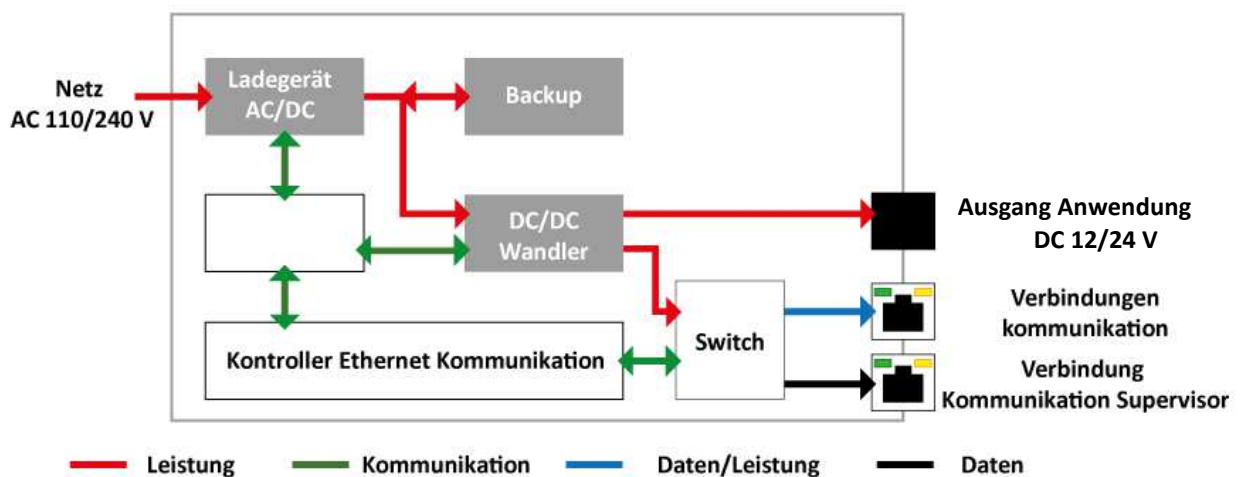 Netz
AC 110/240 V
Ladegerät
AC/DC
Backup
DC/DC
Wandler
Ausgang Anwendung
DC 12/24 V
Switch
Verbindungen
kommunikation
Kontroller Ethernet Kommunikation
Verbindung
Kommunikation Supervisor
Leistung
Kommunikation
Daten/Leistung
Daten